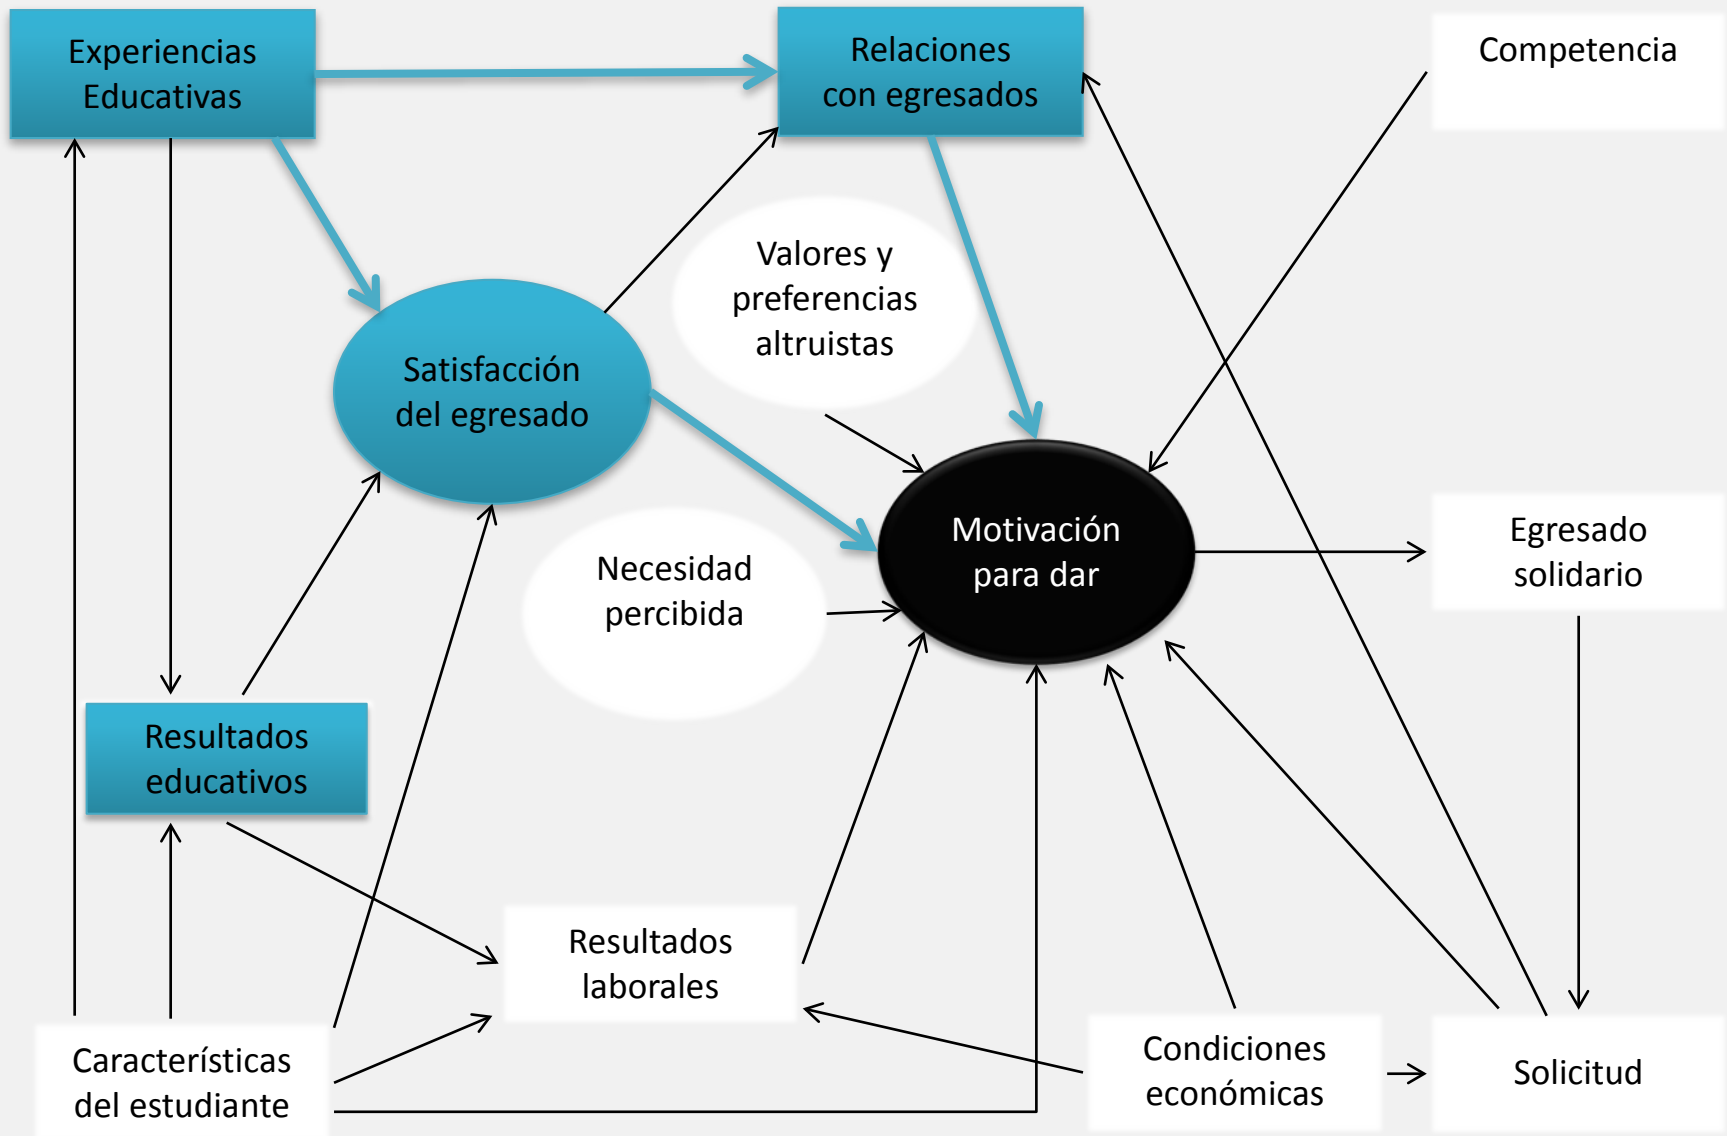 Experiencias
Educativas
Relaciones
con egresados
Competencia
Valores y
preferencias
altruistas
Satisfacción
del egresado
Motivación
para dar
Egresado
solidario
Necesidad
percibida
Resultados
educativos
Resultados
laborales
Características
del estudiante
Condiciones
económicas
Solicitud